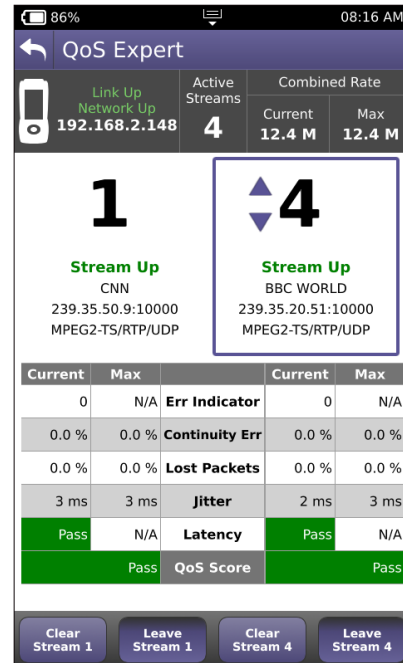 86% 08:16 AM
QoS Expert
Link Up
Network Up
192.168.2.148
Active
Streams
4
Combined Rate
Current Max
12.4 M 12.4 M
1
Stream Up
CNN
239.35.50.9:10000
MPEG2-TS/RTP/UDP
4
Stream Up
BBC WORLD
239.35.20.51:
10000
MPEG2-TS/RTP/UDP
Current Max Current Max
0 N/A Err Indicator 0 N/A
0.0 % 0.0 % Continuity Err 0.0 % 0.0 %
0.0 % 0.0 % Lost Packets 0.0 % 0.0 %
3 ms 3 ms Jitter 2 ms 3 ms
Pass N/A Latency Pass N/A
Pass QoS Score Pass
Clear
Stream 1
Leave
Stream 1
Clear
Stream 4
Leave
Stream 4